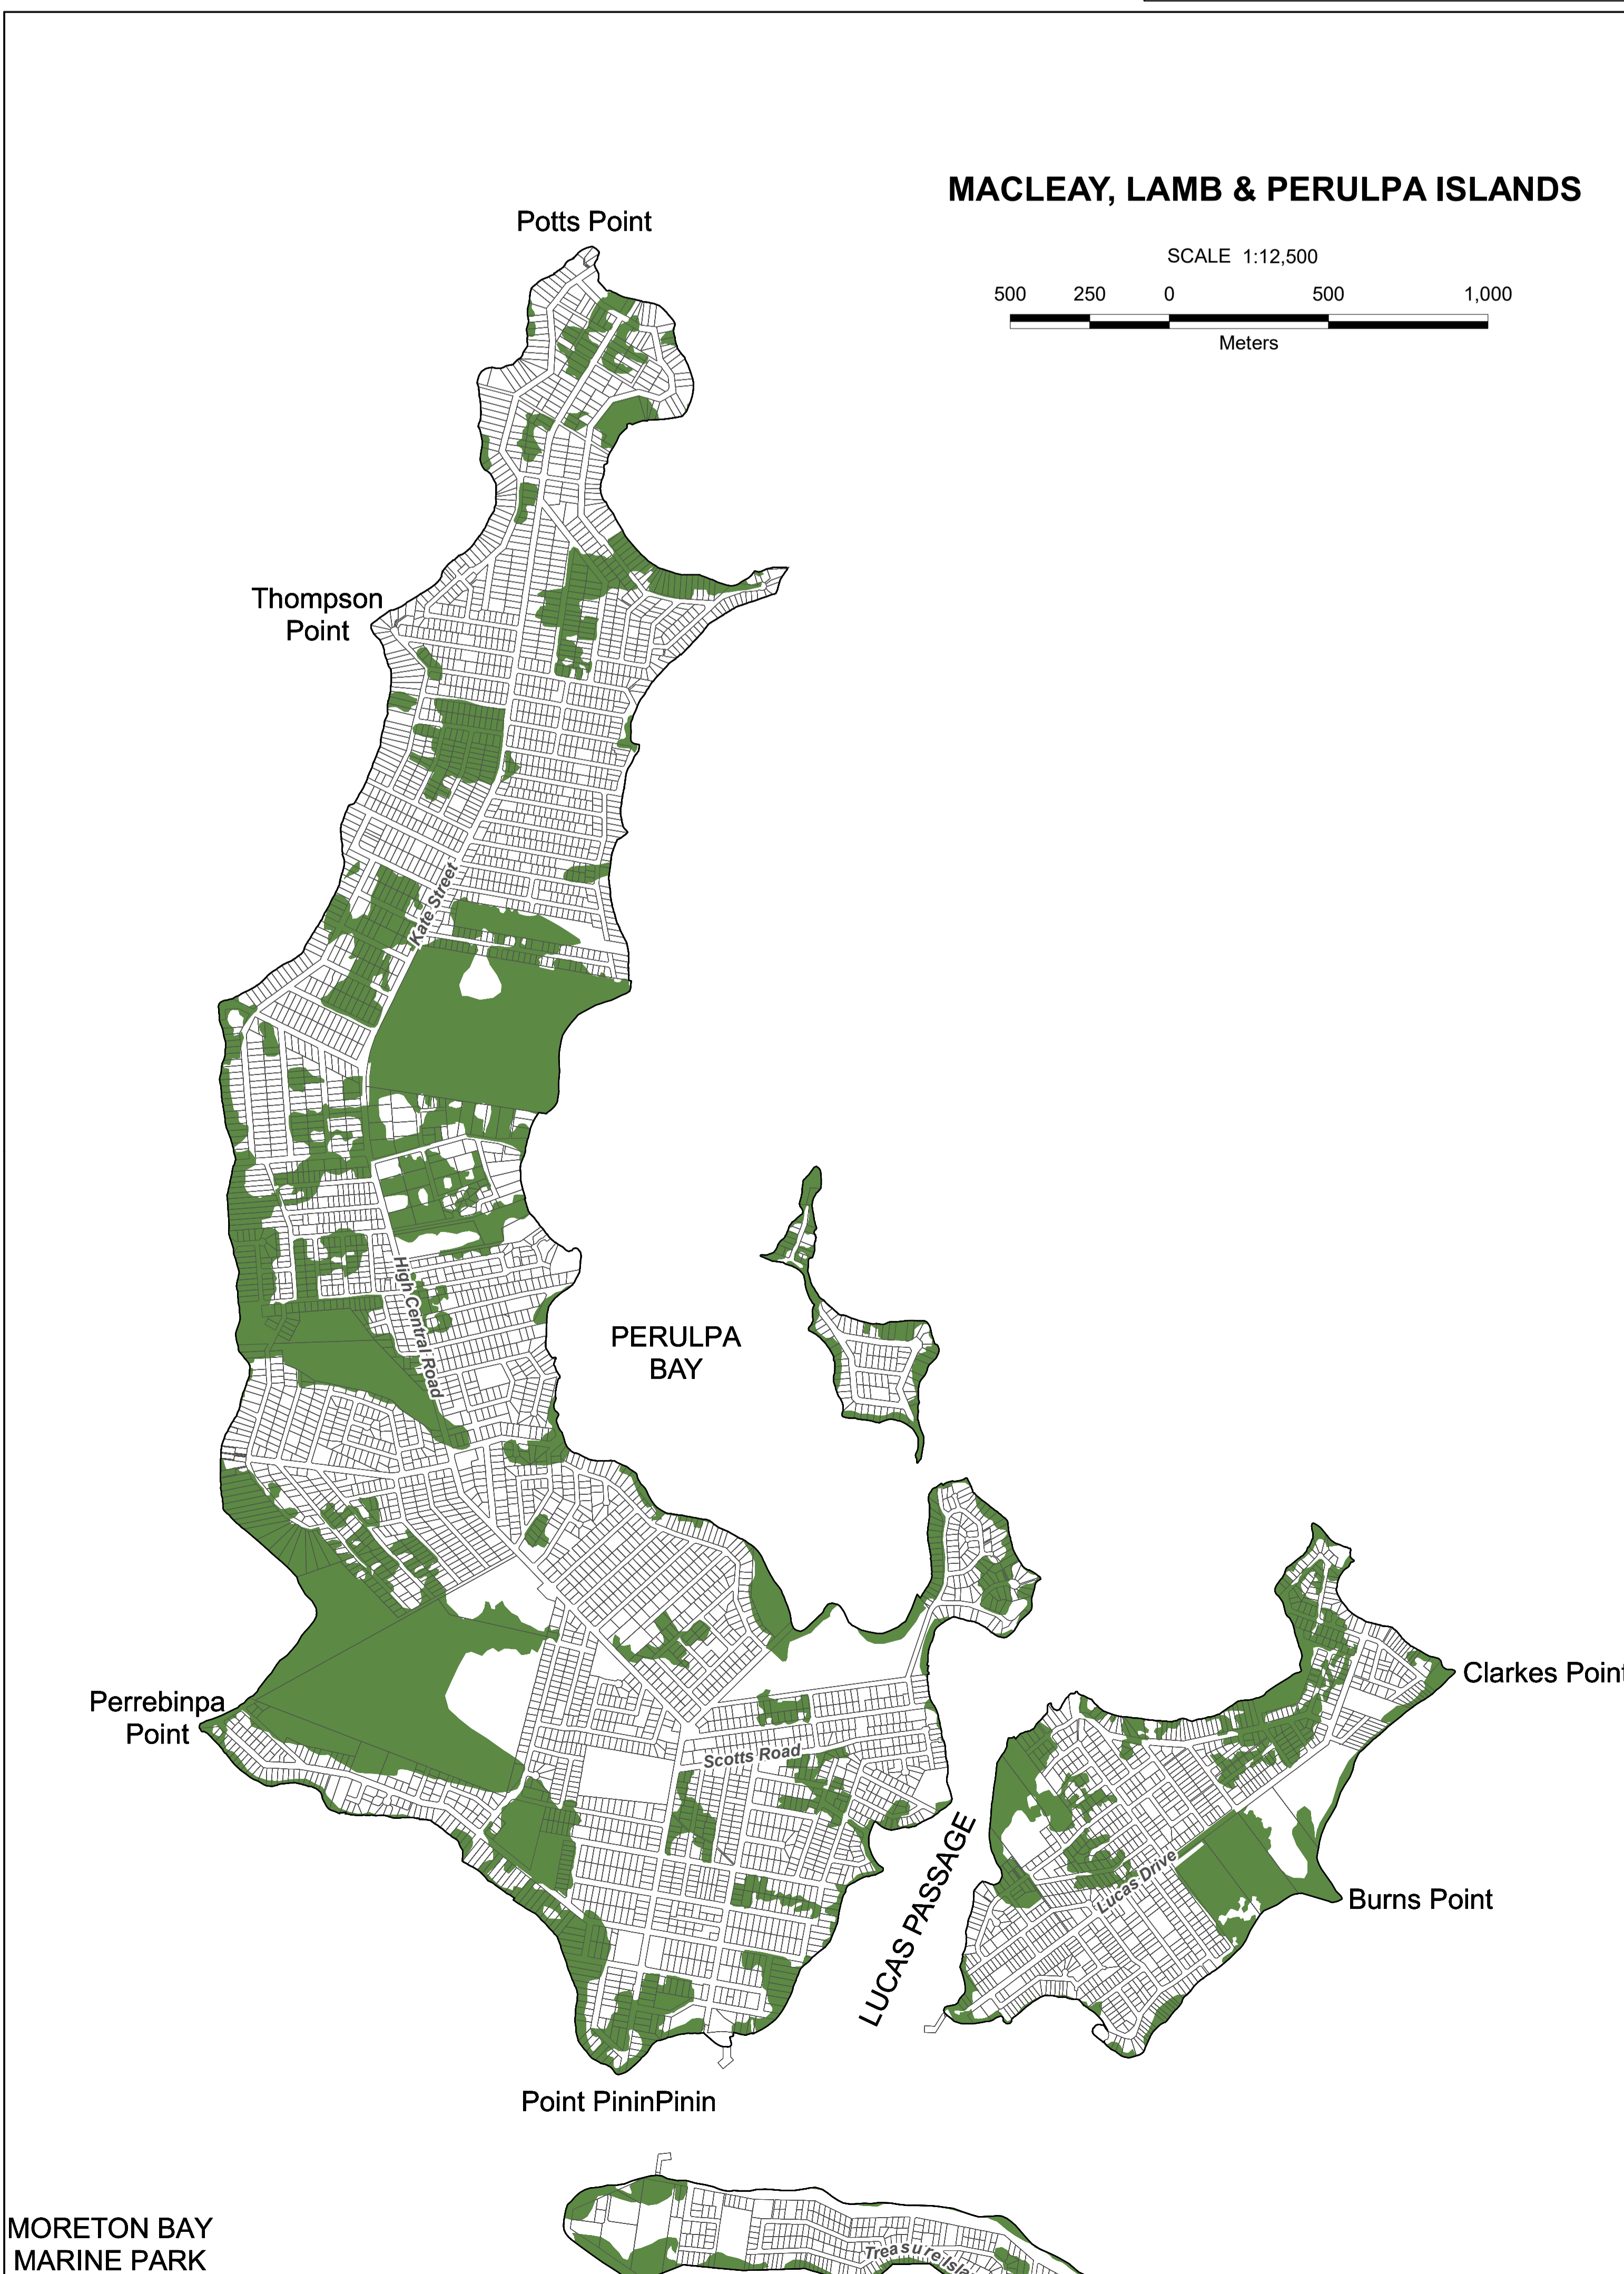 MACLEAY, LAMB & PERULPA ISLANDS
SCALE 1:12,500
500 250 0 500 1,000
Meters
Potts Point
Thompson
Point
Kate Street
High Central Road
PERULPA
BAY
Perrebinpa
Point
Scotts Road
LUCAS PASSAGE
Clarkes Point
Lucas Drive
Burns Point
Point PininPinin
MORETON BAY
MARINE PARK
Treasure